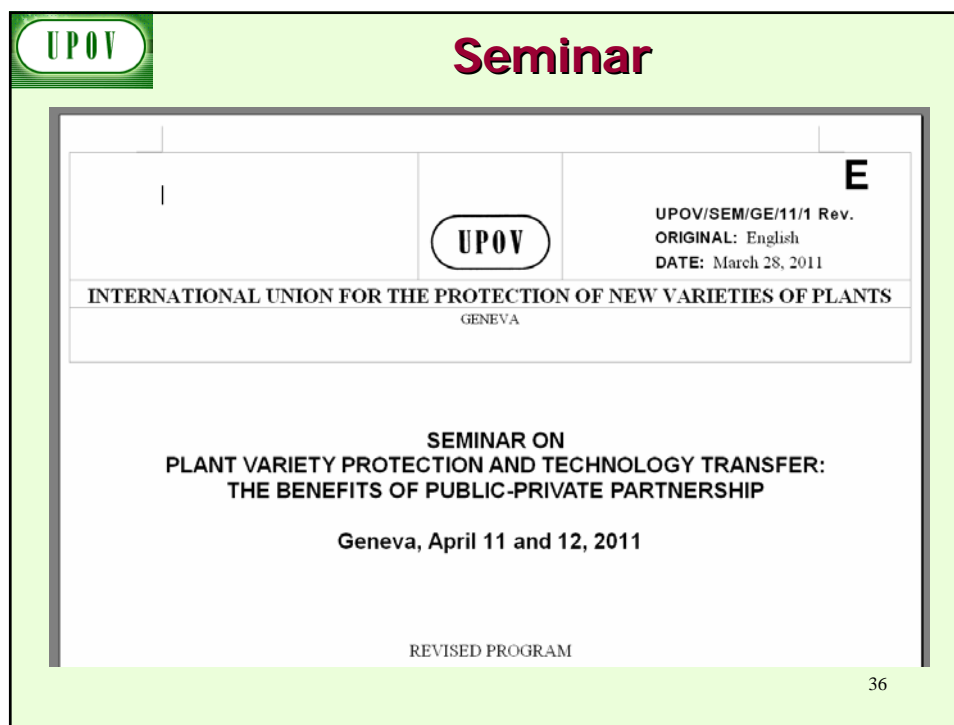 UPOV
Seminar
E
UPOV/SEM/GE/11/1 Rev.
UPOV
ORIGINAL: English
DATE: March 28, 2011
INTERNATIONAL UNION FOR THE PROTECTION OF NEW VARIETIES OF PLANTS
GENEVA
SEMINAR ON
PLANT VARIETY PROTECTION AND TECHNOLOGY TRANSFER:
THE BENEFITS OF PUBLIC-PRIVATE PARTNERSHIP
Geneva, April 11 and 12, 2011
REVISED PROGRAM
36